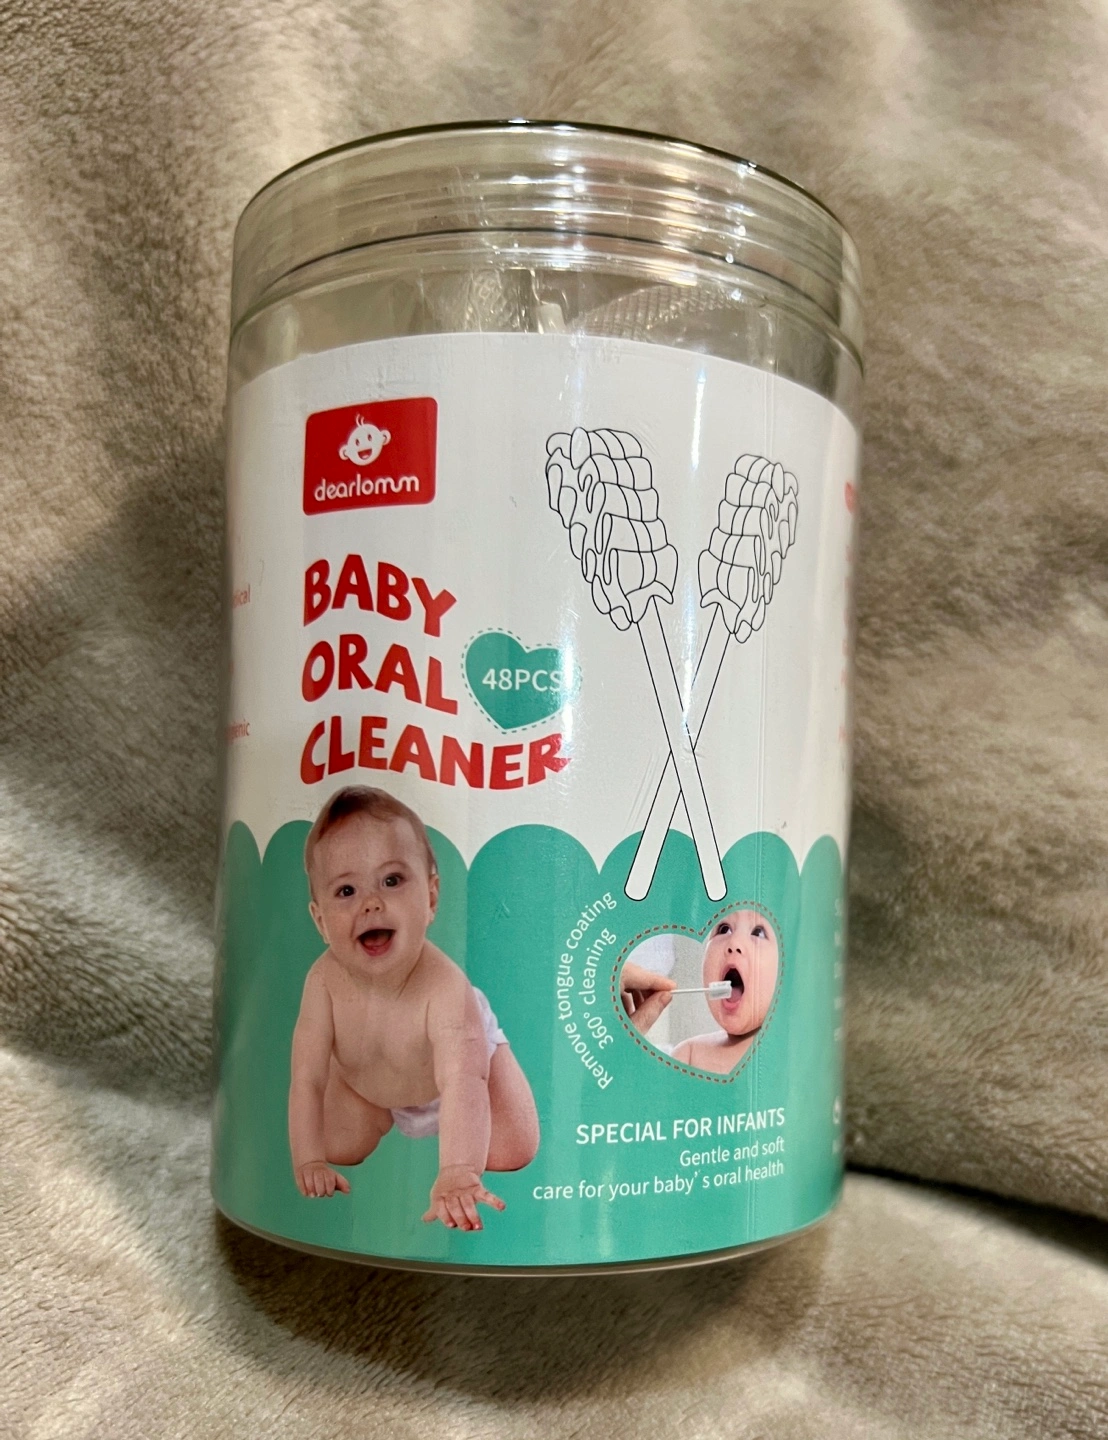 dearlomm
BABY
ORAL
CLEANER
48PCS
Remove tongue coating
360° cleaning
SPECIAL FOR INFANTS
Gentle and soft
care for your baby's oral health